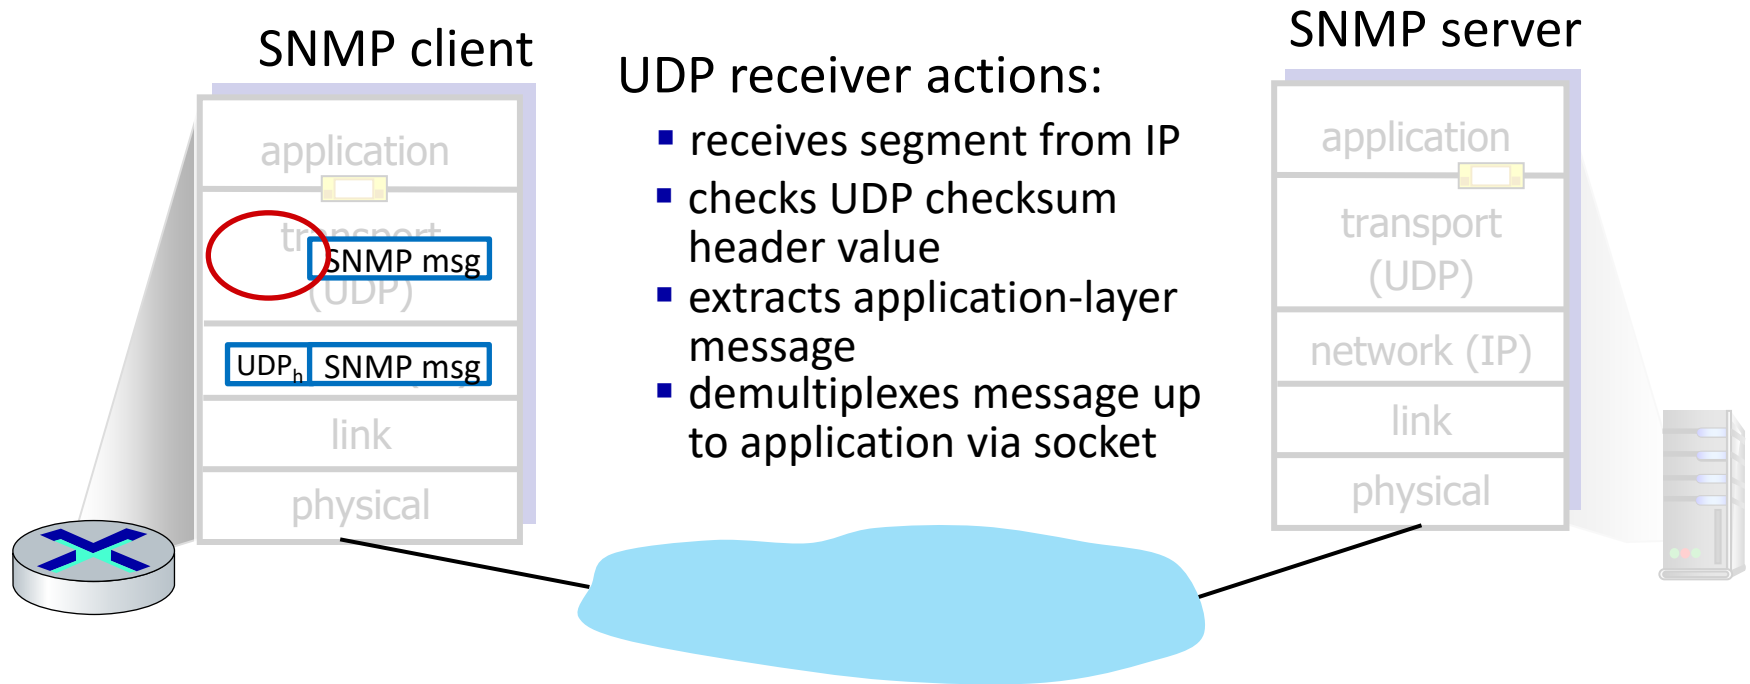 SNMP client
application
transport
(UDP)
SNMP msg
UDPh SNMP msg
link
physical
UDP receiver actions:
▪ receives segment from IP
▪ checks UDP checksum
header value
▪ extracts application-layer
message
▪ demultiplexes message up
to application via socket
SNMP server
application
transport
(UDP)
network (IP)
link
physical